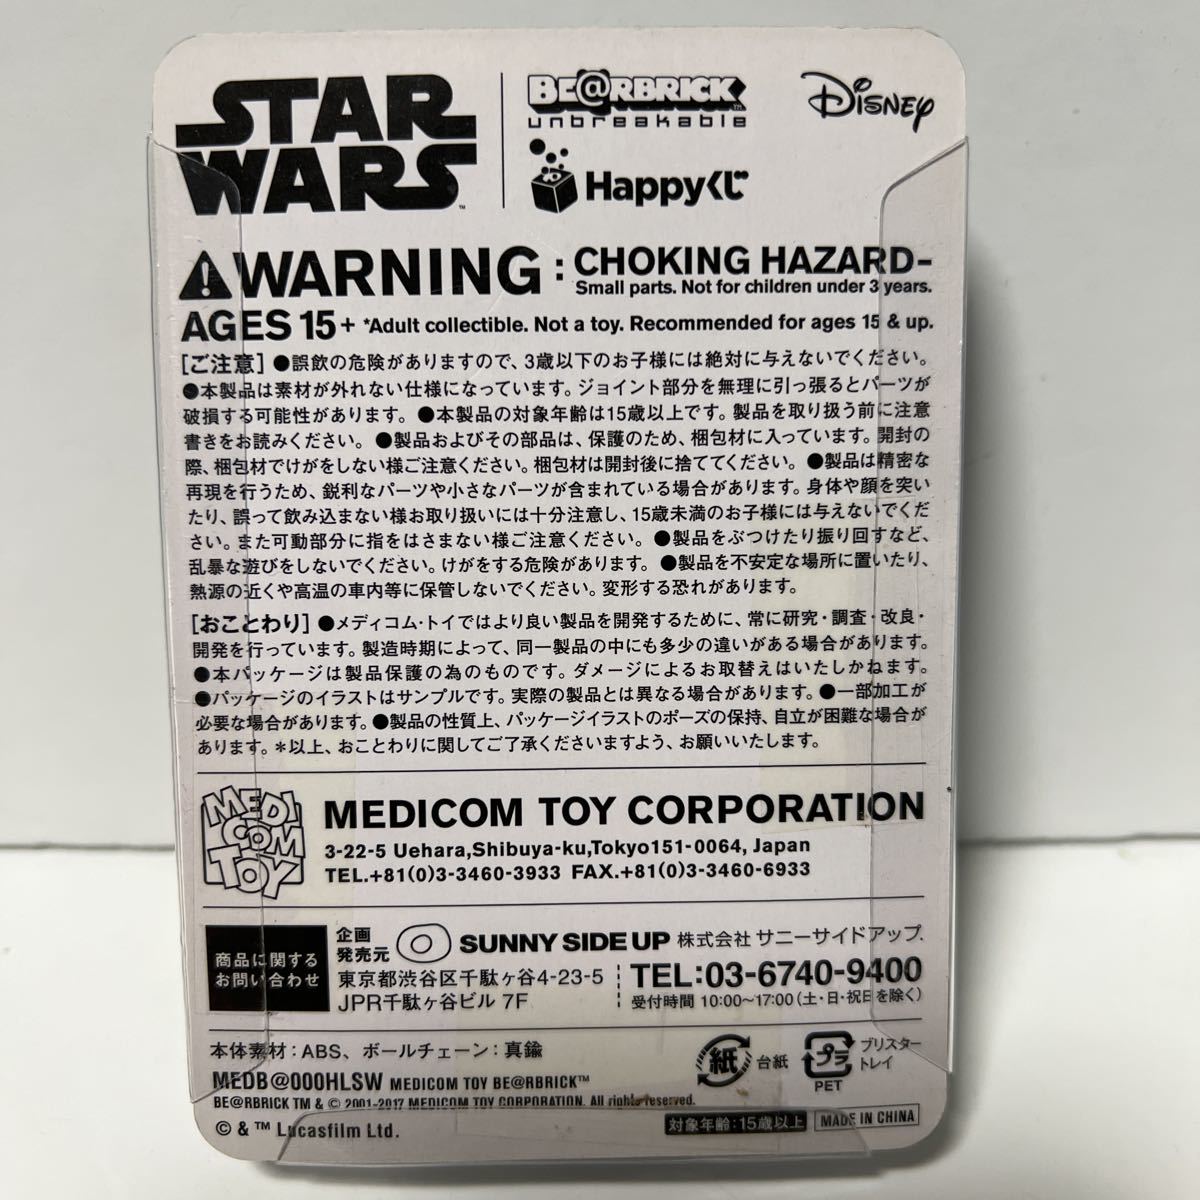 STAR
WARS™
BE@RBRICK™
unbreakable
Happyくじ
Disney
WARNING : CHOKING HAZARD–
Small parts. Not for children under 3 years.
AGES 15+ *Adult collectible. Not a toy. Recommended for ages 15 & up.
[ご注意] ●誤飲の危険がありますので、3歳以下のお子様には絶対に与えないでください。
●本製品は素材が外れない仕様になっています。ジョイント部分を無理に引っ張るとパーツが
破損する可能性があります。 ●本製品の対象年齢は15歳以上です。製品を取り扱う前に注意
書きをお読みください。 ●製品およびその部品は、保護のため、梱包材に入っています。開封の
際、梱包材でけがをしない様ご注意ください。梱包材は開封後に捨ててください。 ●製品は精密な
再現を行うため、鋭利なパーツや小さなパーツが含まれている場合があります。身体や顔を突い
たり、誤って飲み込まない様お取り扱いには十分注意し、15歳未満のお子様には与えないでくだ
さい。また可動部分に指をはさまない様ご注意ください。 ●製品をぶつけたり振り回すなど、
乱暴な遊びをしないでください。けがをする危険があります。 ●製品を不安定な場所に置いたり、
熱源の近くや高温の車内等に保管しないでください。変形する恐れがあります。
[おことわり] ●メディコム・トイではより良い製品を開発するために、常に研究・調査・改良・
開発を行っています。製造時期によって、同一製品の中にも多少の違いがある場合があります。
●本パッケージは製品保護の為のものです。ダメージによるお取替えはいたしかねます。
●パッケージのイラストはサンプルです。実際の製品とは異なる場合があります。 ●一部加工が
必要な場合があります。 ●製品の性質上、パッケージイラストのポーズの保持、自立が困難な場合が
あります。＊以上、おことわりに関してご了承くださいますよう、お願いいたします。
MEDI
COM
TOY
MEDICOM TOY CORPORATION
3-22-5 Uehara,Shibuya-ku,Tokyo151-0064, Japan
TEL.+81(0)3-3460-3933 FAX.+81(0)3-3460-6933
商品に関する
お問い合わせ
企画
発売元
SUNNY SIDE UP 株式会社 サニーサイドアップ.
東京都渋谷区千駄ヶ谷4-23-5
JPR千駄ヶ谷ビル 7F
TEL:03-6740-9400
受付時間 10:00〜17:00（土・日・祝日を除く）
本体素材：ABS、ボールチェーン：真鍮
MEDB@000HLSW MEDICOM TOY BE@RBRICK™
BE@RBRICK TM & © 2001-2017 MEDICOM TOY CORPORATION. All rights reserved.
© & ™ Lucasfilm Ltd.
紙
台紙
プラ
PET
ブリスター
トレイ
対象年齢：15歳以上
MADE IN CHINA